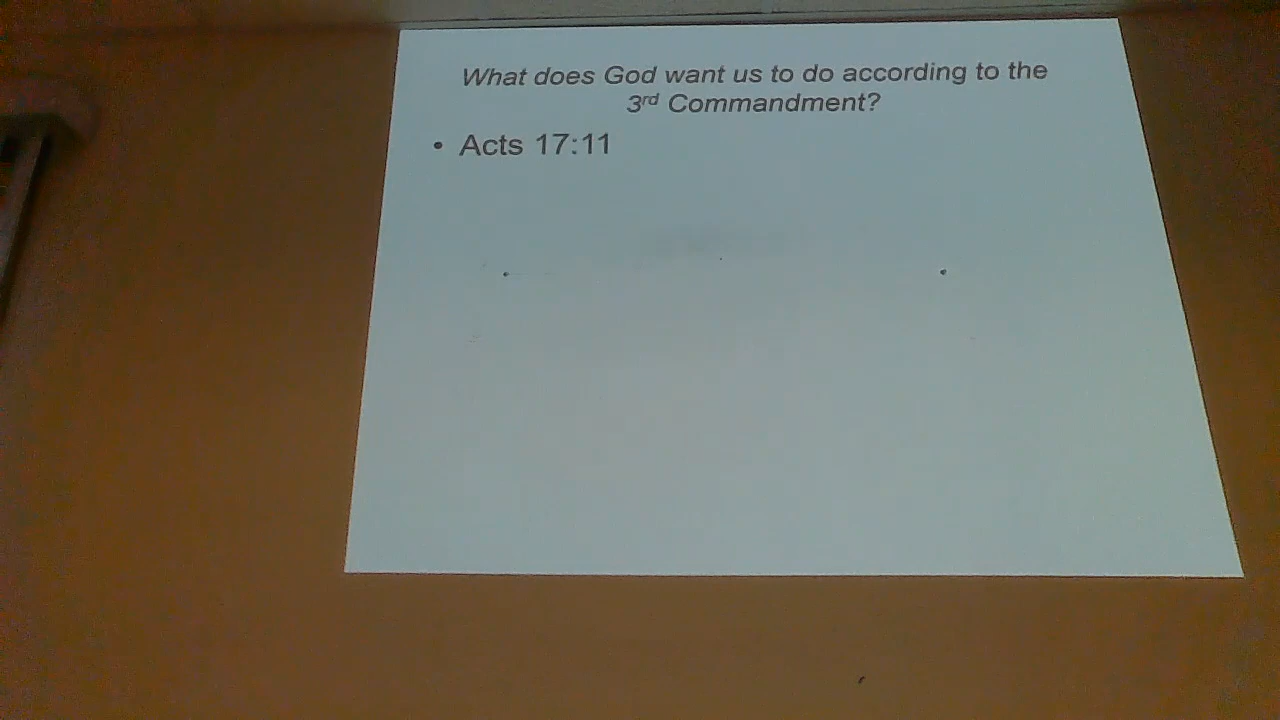 What does God want us to do according to the
3rd Commandment?
• Acts 17:11